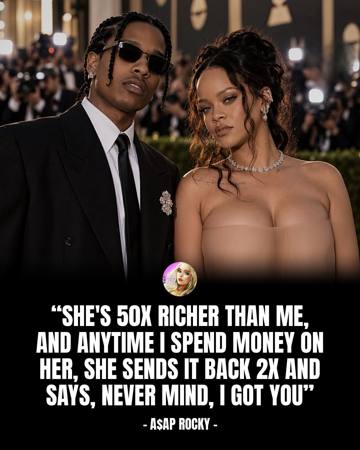 “SHE'S 50X RICHER THAN ME,
AND ANYTIME I SPEND MONEY ON
HER, SHE SENDS IT BACK 2X AND
SAYS, NEVER MIND, I GOT YOU”
- A$AP ROCKY -